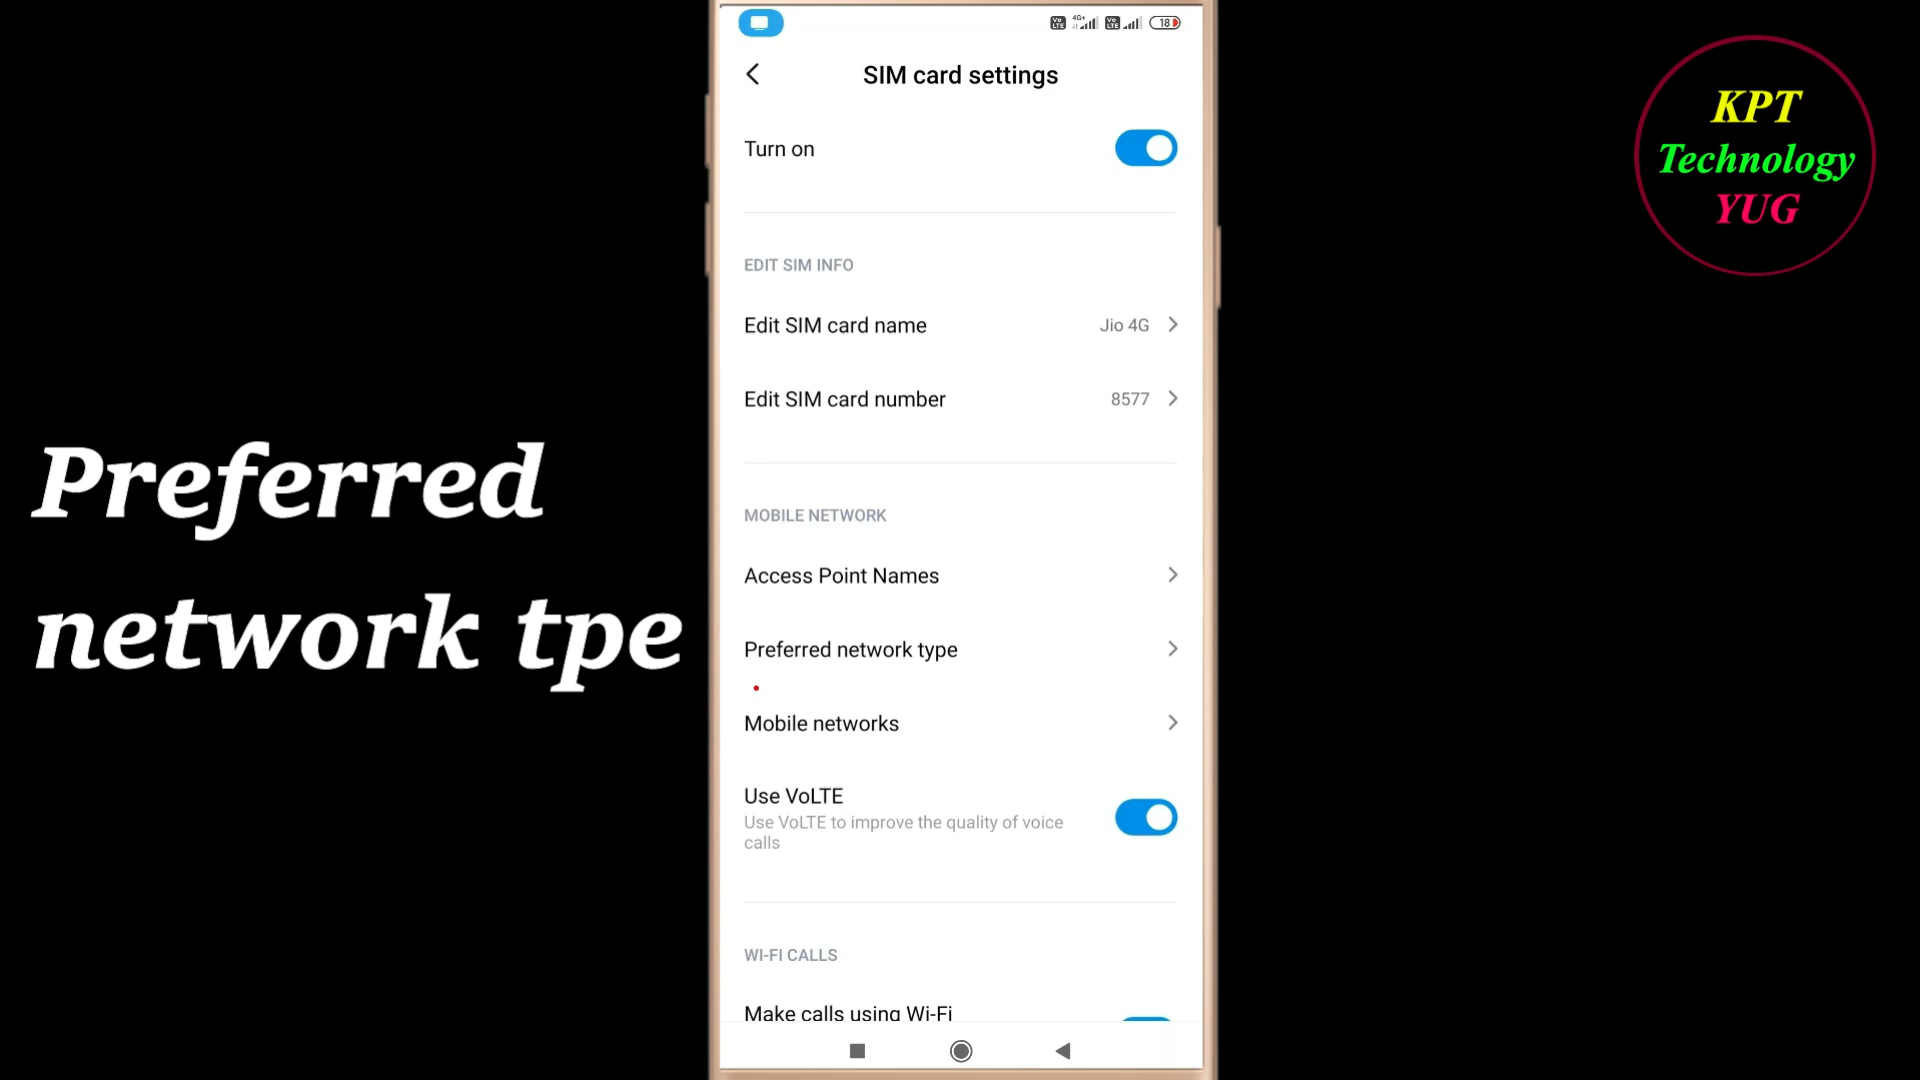 18
SIM card settings
Turn on
EDIT SIM INFO
Edit SIM card name Jio 4G
Edit SIM card number 8577
MOBILE NETWORK
Access Point Names
Preferred network type
Mobile networks
Use VoLTE
Use VoLTE to improve the quality of voice
calls
WI-FI CALLS
Make calls using Wi-Fi
Preferred
network tpe
KPT
Technology
YUG